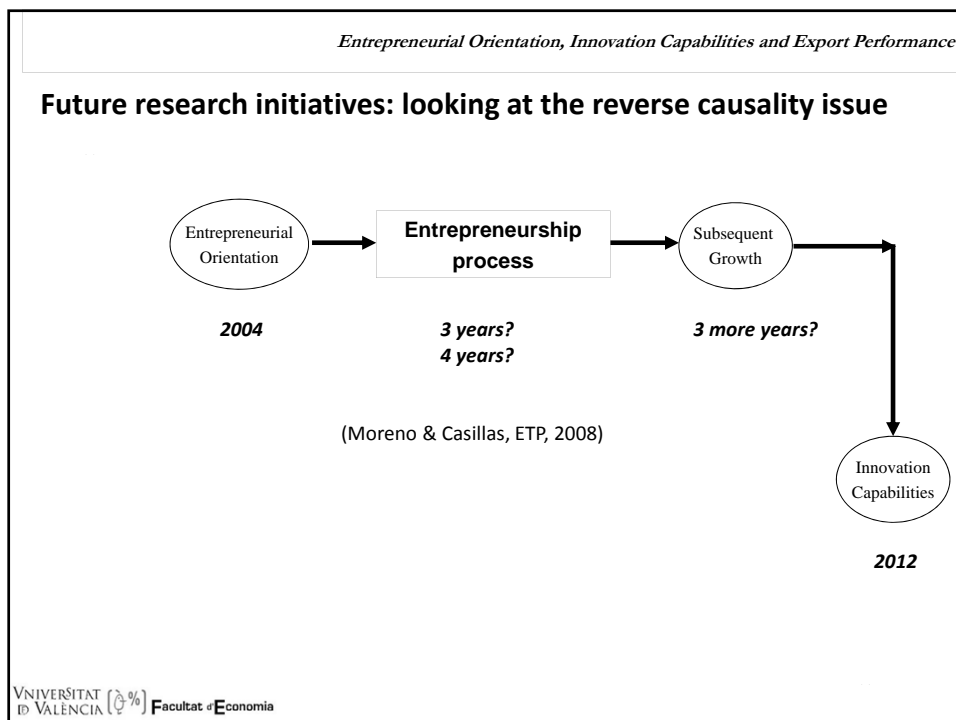 Entrepreneurial Orientation, Innovation Capabilities and Export Performance
Future research initiatives: looking at the reverse causality issue
Entrepreneurial
Orientation
Entrepreneurship
process
Subsequent
Growth
2004
3 years?
4 years?
3 more years?
(Moreno & Casillas, ETP, 2008)
Innovation
Capabilities
2012
VNIVERSITAT
ID VALÈNCIA
Facultat d'Economia